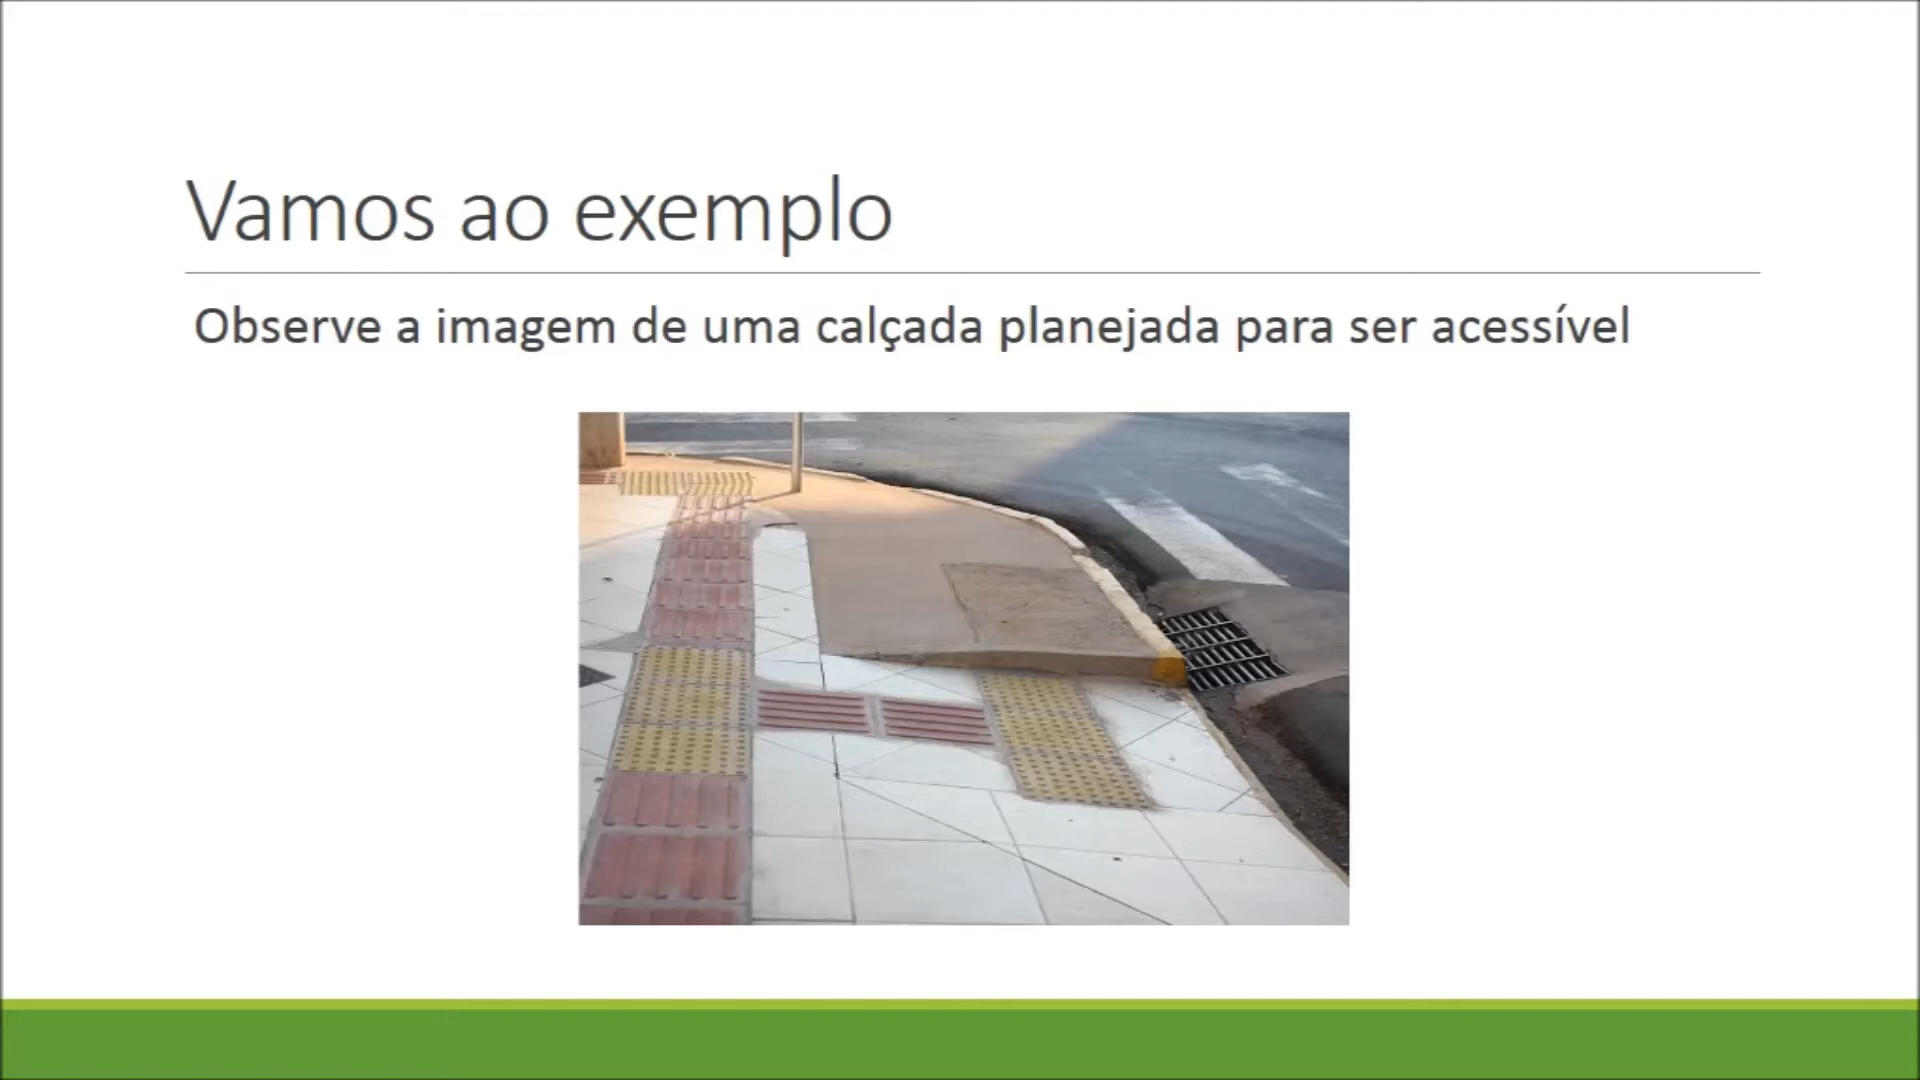 Vamos ao exemplo
Observe a imagem de uma calçada planejada para ser acessível